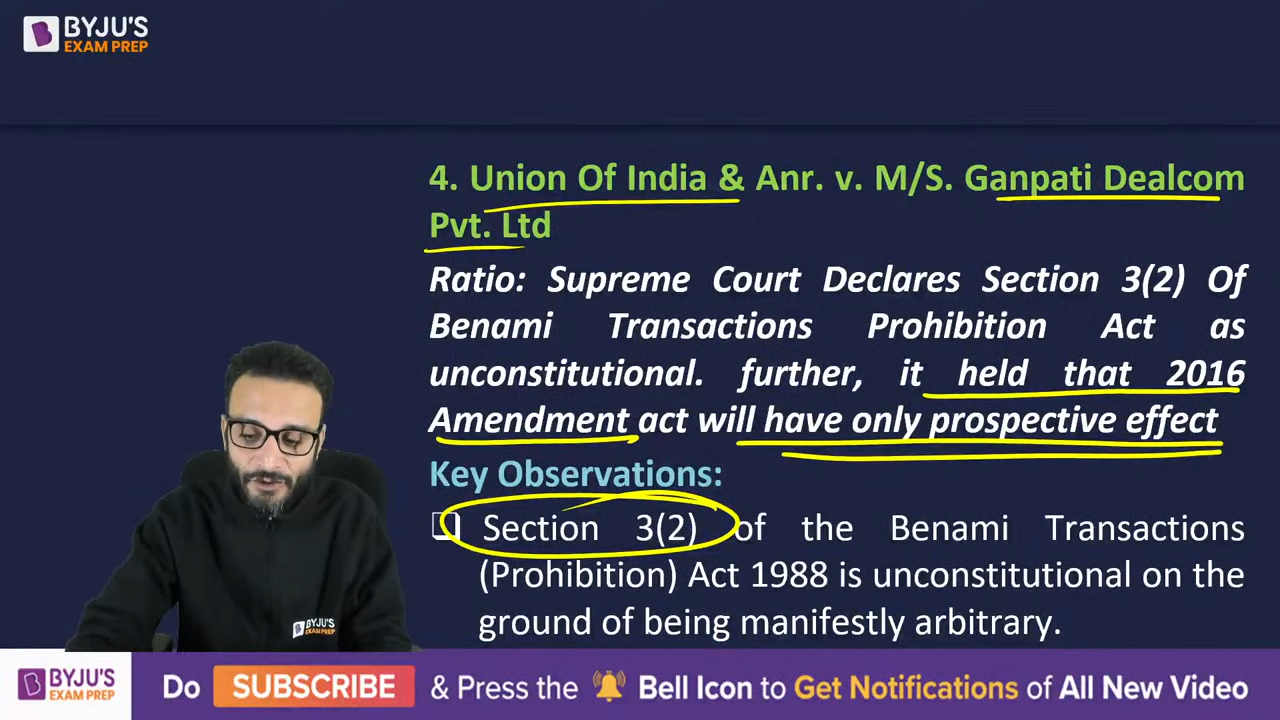 BYJU'S
EXAM PREP
4. Union Of India & Anr. v. M/S. Ganpati Dealcom
Pvt. Ltd
Ratio: Supreme Court Declares Section 3(2) Of
Benami Transactions Prohibition Act as
unconstitutional. further, it held that 2016
Amendment act will have only prospective effect
Key Observations:
❑ Section 3(2) of the Benami Transactions
(Prohibition) Act 1988 is unconstitutional on the
ground of being manifestly arbitrary.
BYJU'S
EXAM PREP
BYJU'S
EXAM PREP
Do SUBSCRIBE & Press the Bell Icon to Get Notifications of All New Video